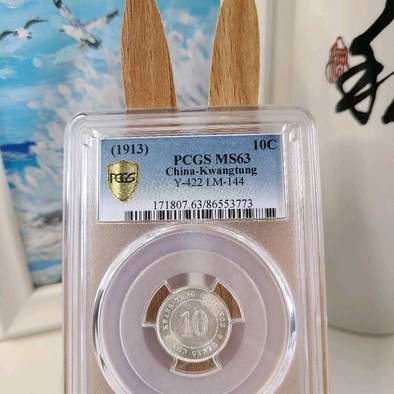 (1913) 10C
PCGS MS63
China-Kwangtung
Y-422 LM-144
PCGS
171807.63/86553773
10